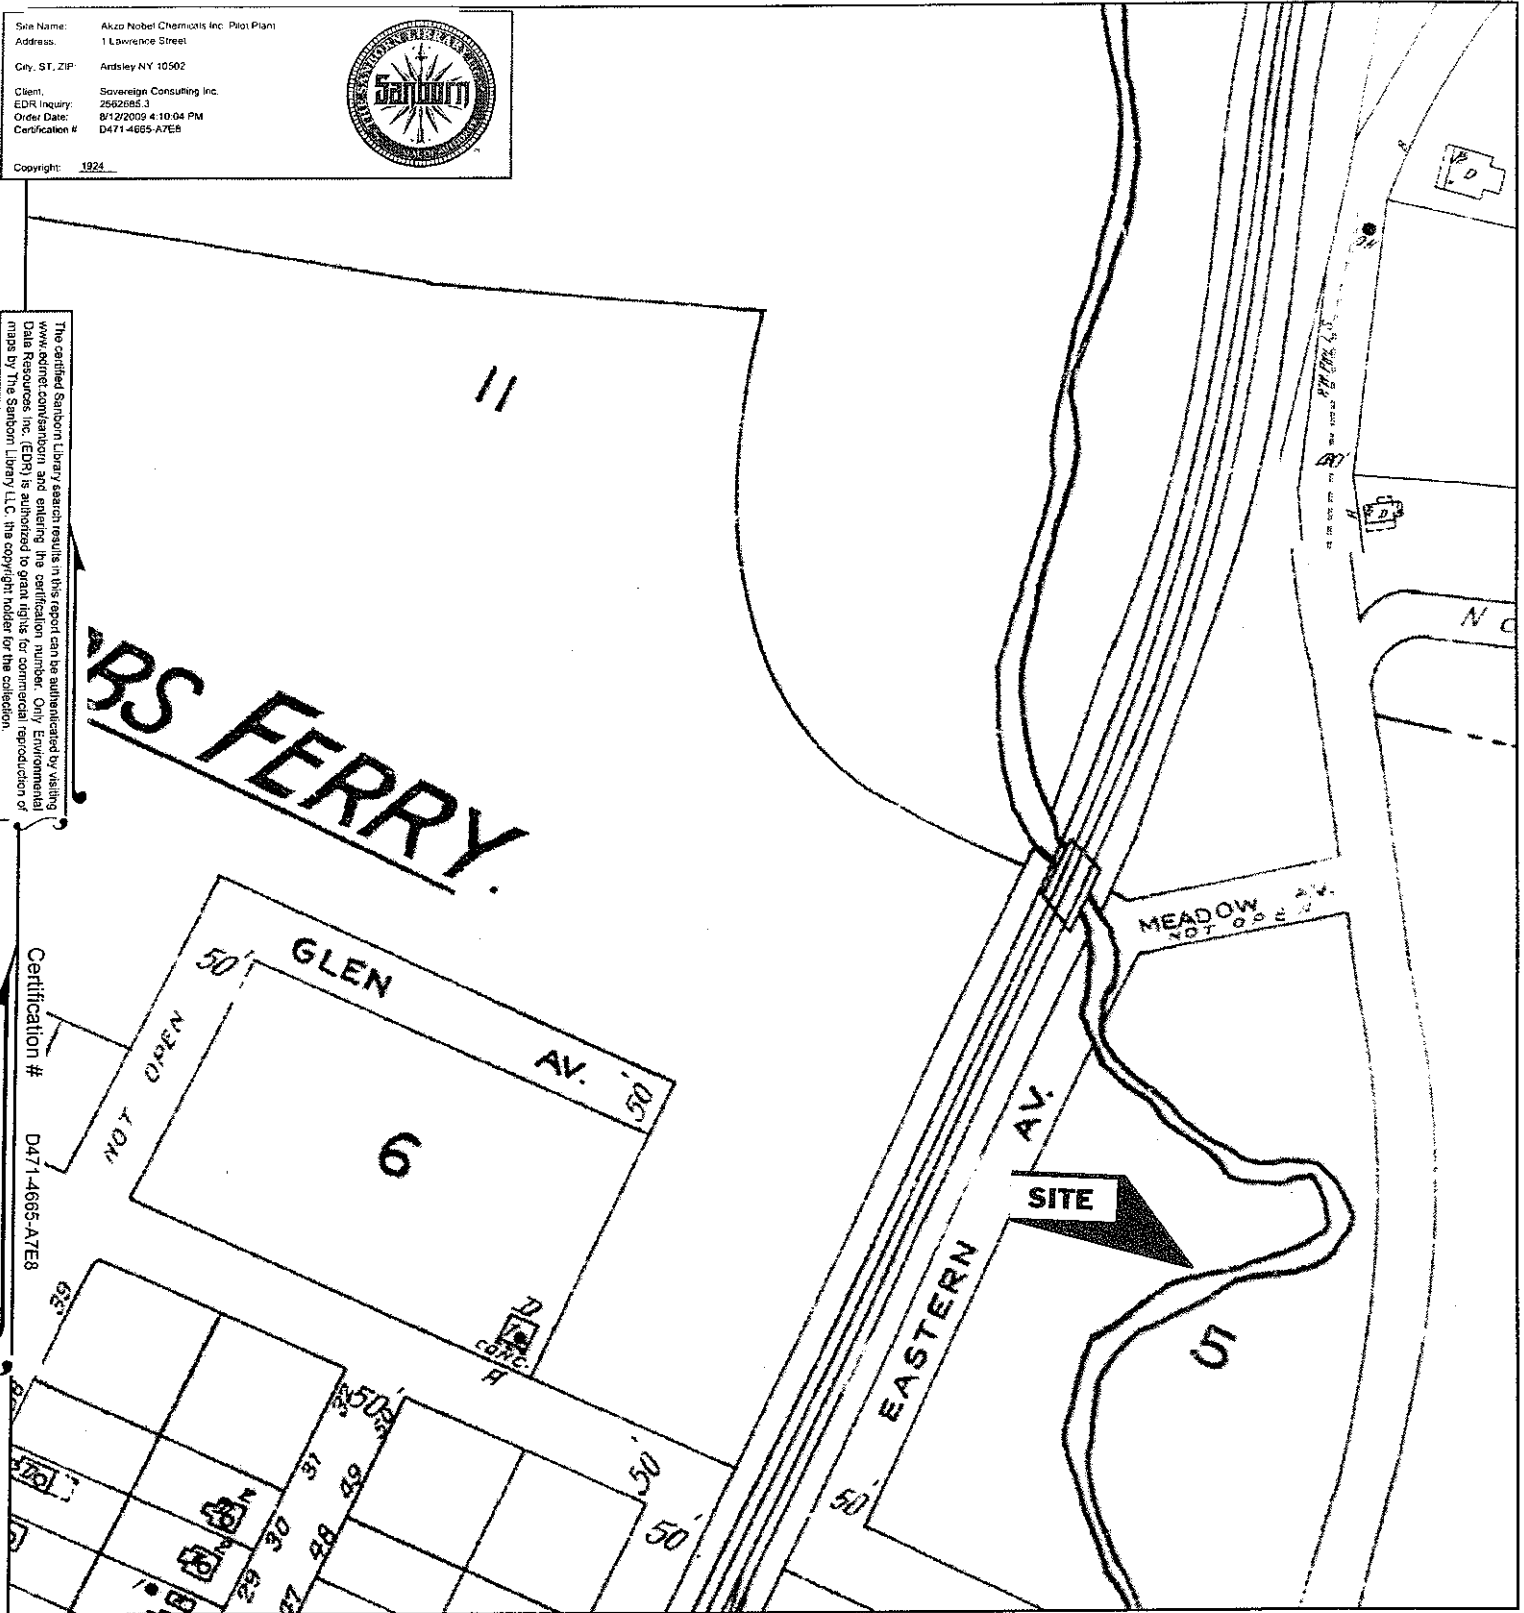 Site Name: Akzo Nobel Chemicals Inc. Pilot Plant
Address: 1 Lawrence Street
City, ST, ZIP: Ardsley NY 10502
Client: Sovereign Consulting Inc.
EDR Inquiry: 2562685.3
Order Date: 8/12/2009 4:10:04 PM
Certification # D471-4665-A7E8
Copyright: 1924
Sanborn
The certified Sanborn Library search results in this report can be authenticated by visiting
www.edrnet.com/sanborn and entering the certification number. Only Environmental
Data Resources Inc. (EDR) is authorized to grant rights for commercial reproduction of
maps by The Sanborn Library LLC, the copyright holder for the collection.
Certification # D471-4665-A7E8
11
BS FERRY.
D
D
N
MEADOW AV.
NOT OPEN
GLEN AV.
50'
50'
NOT OPEN
6
D
CONC.
EASTERN AV.
SITE
5
50'
50'
50'
50'
39
31
30
29
49
48